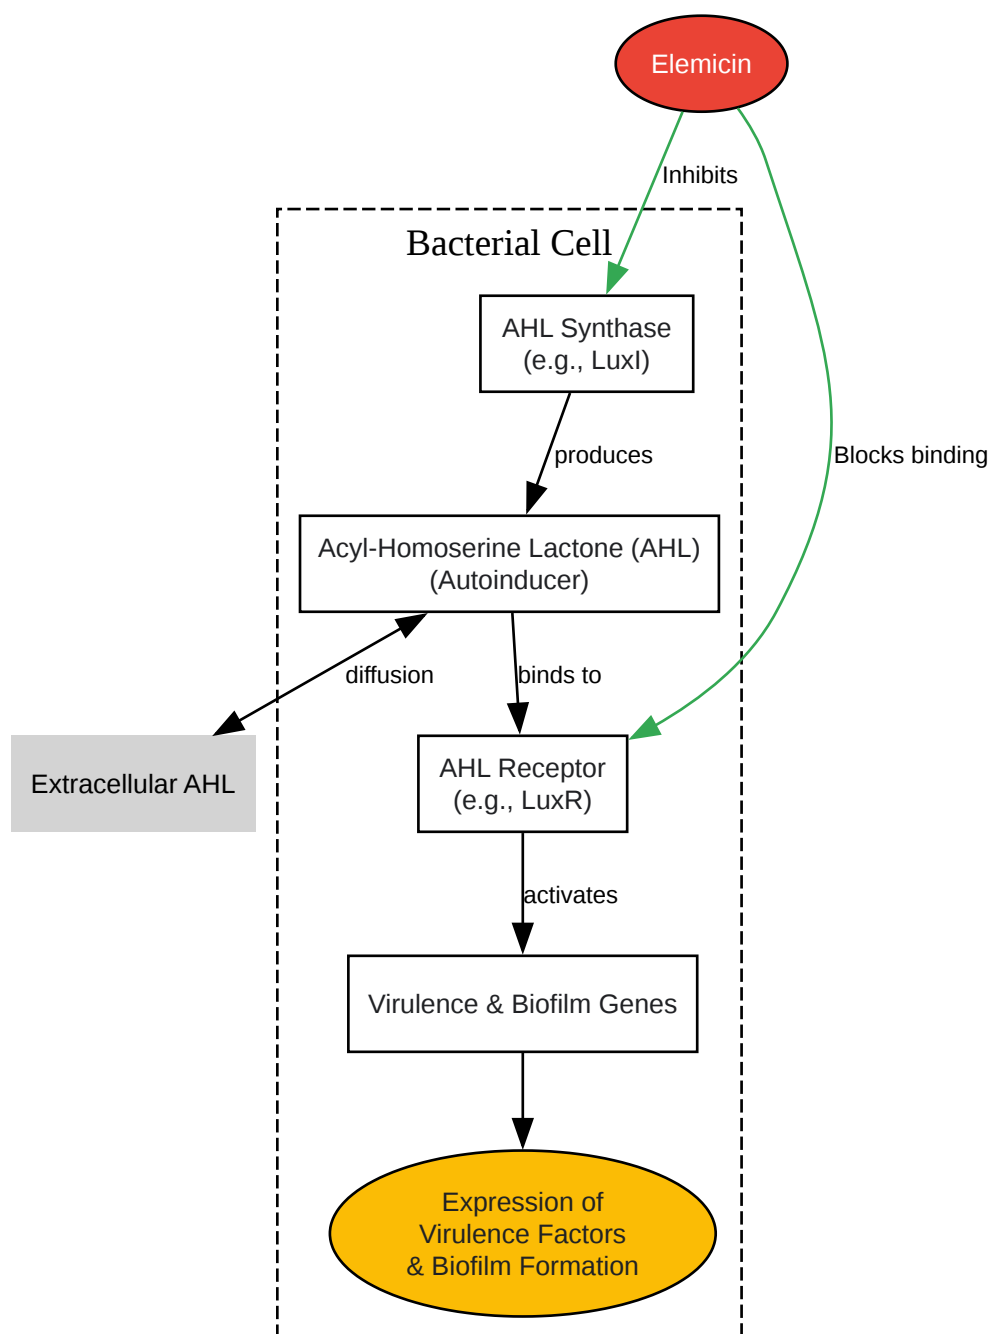 Elemicin
Inhibits
Bacterial Cell
AHL Synthase
(e.g., LuxI)
produces
Blocks binding
Acyl-Homoserine Lactone (AHL)
(Autoinducer)
diffusion
binds to
Extracellular AHL
AHL Receptor
(e.g., LuxR)
activates
Virulence & Biofilm Genes
Expression of
Virulence Factors
& Biofilm Formation